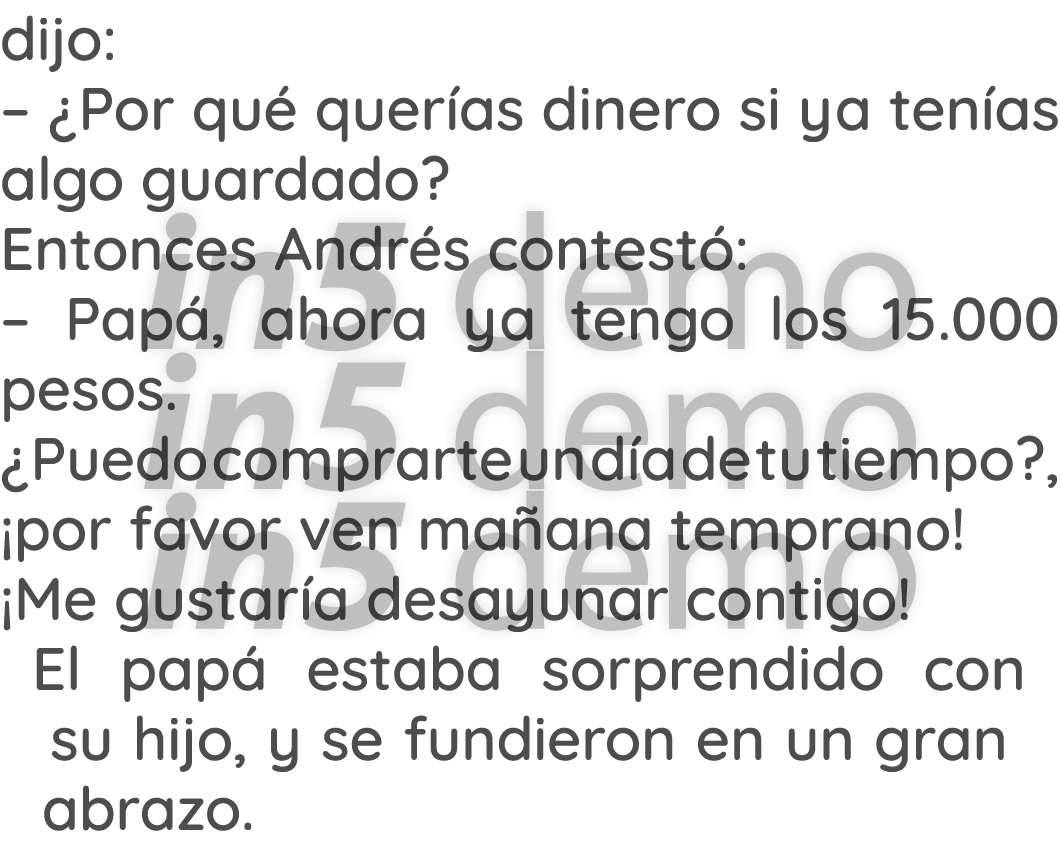 dijo:
– ¿Por qué querías dinero si ya tenías
algo guardado?
Entonces Andrés contestó:
– Papá, ahora ya tengo los 15.000
pesos.
¿Puedocomprarteundíadetutiempo?,
¡por favor ven mañana temprano!
¡Me gustaría desayunar contigo!
El papá estaba sorprendido con
su hijo, y se fundieron en un gran
abrazo.
in5 demo
in5 demo
in5 demo